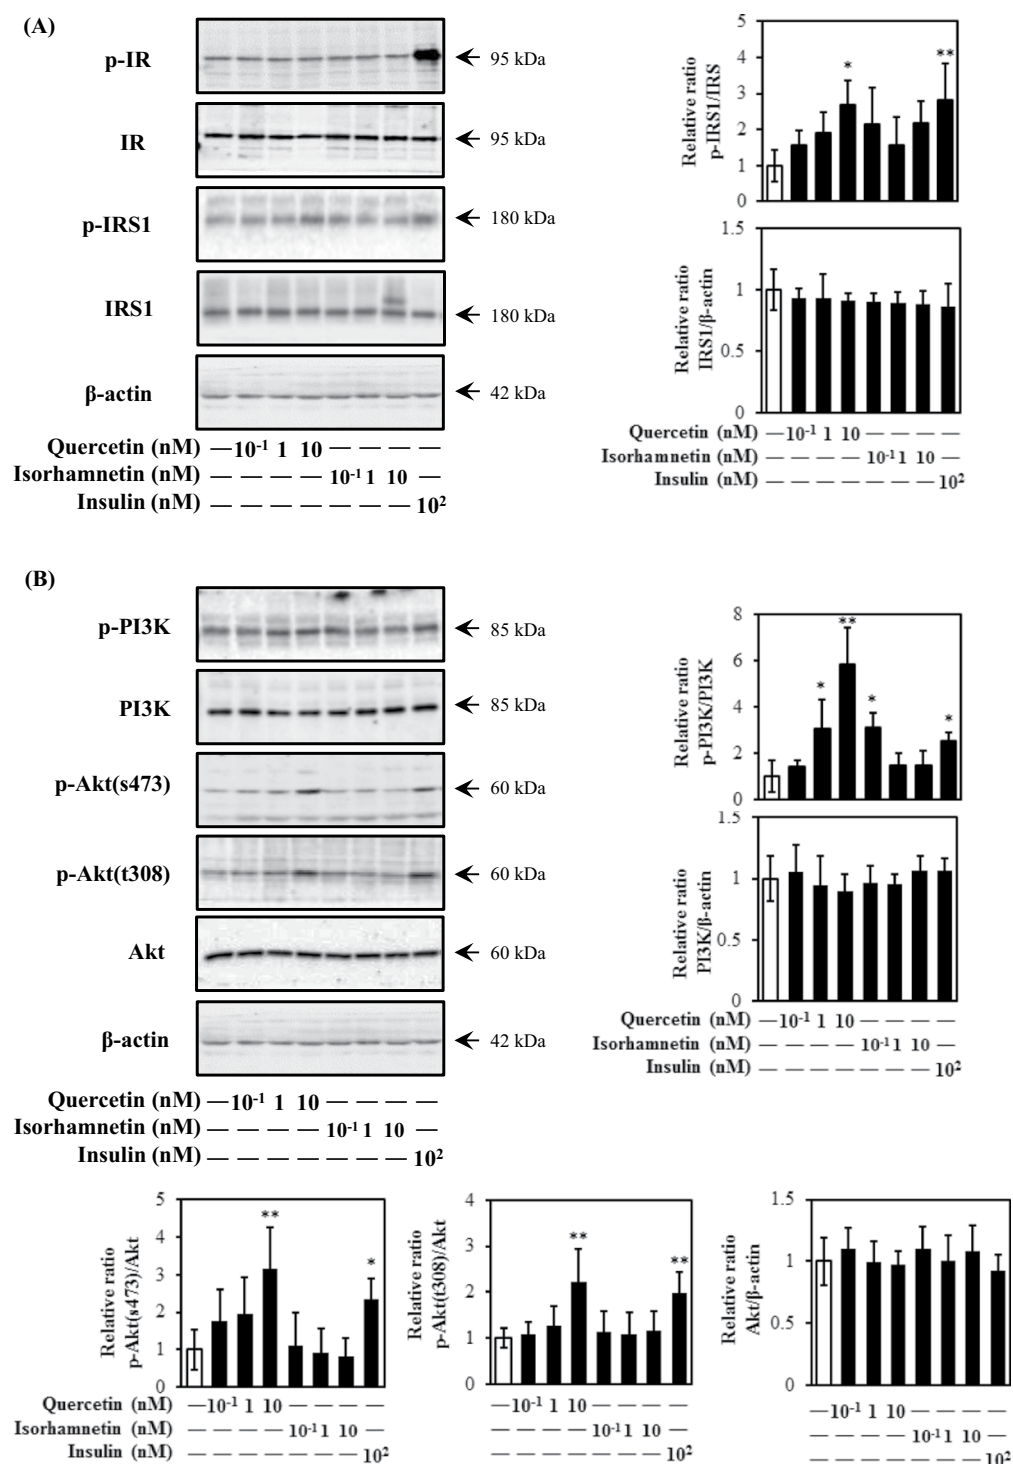 (A)
p-IR
95 kDa
IR
95 kDa
p-IRS1
180 kDa
IRS1
180 kDa
β-actin
42 kDa
Quercetin (nM) — 10⁻¹ 1 10 — — — —
Isorhamnetin (nM) — — — — 10⁻¹ 1 10 —
Insulin (nM) — — — — — — — 10²
Relative ratio
p-IRS1/IRS
5
4
3
2
1
0
*
**
Relative ratio
IRS1/β-actin
1.5
1
0.5
0
Quercetin (nM) — 10⁻¹ 1 10 — — — —
Isorhamnetin (nM) — — — — 10⁻¹ 1 10 —
Insulin (nM) — — — — — — — 10²
(B)
p-PI3K
85 kDa
PI3K
85 kDa
p-Akt(s473)
60 kDa
p-Akt(t308)
60 kDa
Akt
60 kDa
β-actin
42 kDa
Quercetin (nM) — 10⁻¹ 1 10 — — — —
Isorhamnetin (nM) — — — — 10⁻¹ 1 10 —
Insulin (nM) — — — — — — — 10²
Relative ratio
p-PI3K/PI3K
8
6
4
2
0
*
**
*
*
Relative ratio
PI3K/β-actin
1.5
1
0.5
0
Quercetin (nM) — 10⁻¹ 1 10 — — — —
Isorhamnetin (nM) — — — — 10⁻¹ 1 10 —
Insulin (nM) — — — — — — — 10²
Relative ratio
p-Akt(s473)/Akt
5
4
3
2
1
0
**
*
Quercetin (nM) — 10⁻¹ 1 10 — — — —
Isorhamnetin (nM) — — — — 10⁻¹ 1 10 —
Insulin (nM) — — — — — — — 10²
Relative ratio
p-Akt(t308)/Akt
4
3
2
1
0
**
**
— 10⁻¹ 1 10 — — — —
— — — — 10⁻¹ 1 10 —
— — — — — — — 10²
Relative ratio
Akt/β-actin
1.5
1
0.5
0
— 10⁻¹ 1 10 — — — —
— — — — 10⁻¹ 1 10 —
— — — — — — — 10²